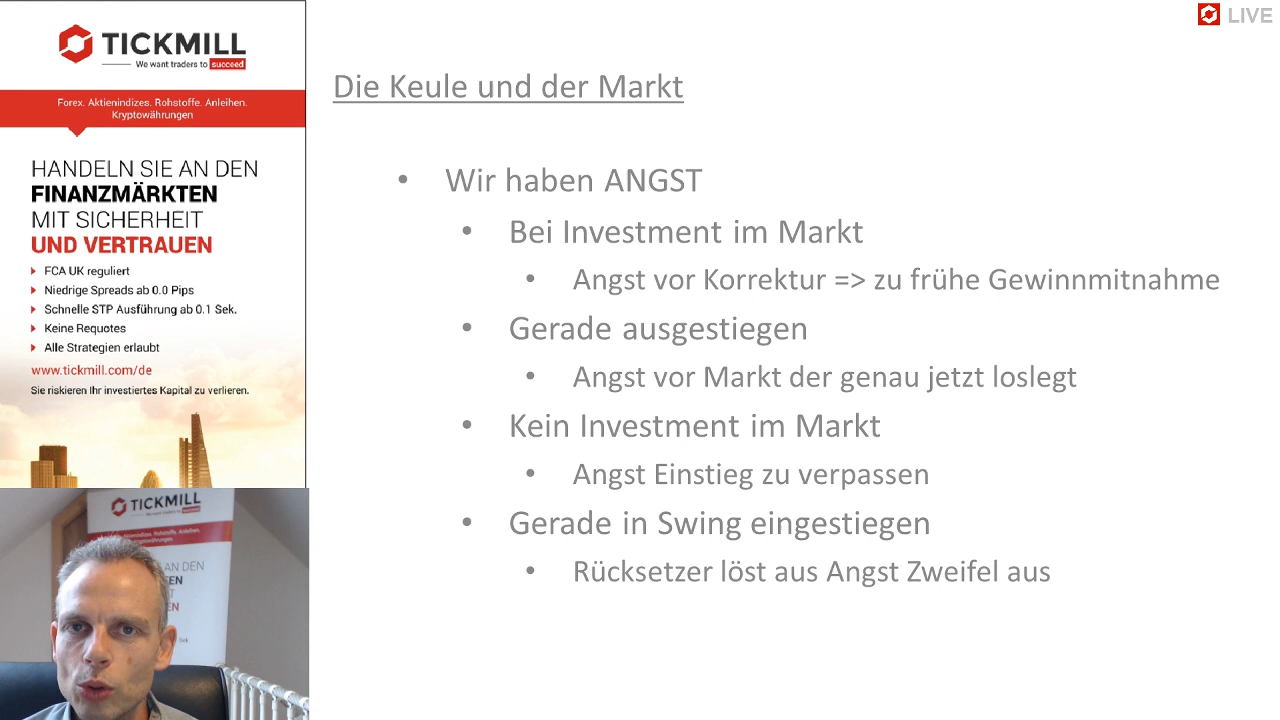 TICKMILL
We want traders to succeed
Forex. Aktienindizes. Rohstoffe. Anleihen.
Kryptowährungen
HANDELN SIE AN DEN
FINANZMÄRKTEN
MIT SICHERHEIT
UND VERTRAUEN
FCA UK reguliert
Niedrige Spreads ab 0.0 Pips
Schnelle STP Ausführung ab 0.1 Sek.
Keine Requotes
Alle Strategien erlaubt
www.tickmill.com/de
Sie riskieren Ihr investiertes Kapital zu verlieren.
LIVE
Die Keule und der Markt
• Wir haben ANGST
• Bei Investment im Markt
• Angst vor Korrektur => zu frühe Gewinnmitnahme
• Gerade ausgestiegen
• Angst vor Markt der genau jetzt loslegt
• Kein Investment im Markt
• Angst Einstieg zu verpassen
• Gerade in Swing eingestiegen
• Rücksetzer löst aus Angst Zweifel aus
TICKMILL
AN DEN